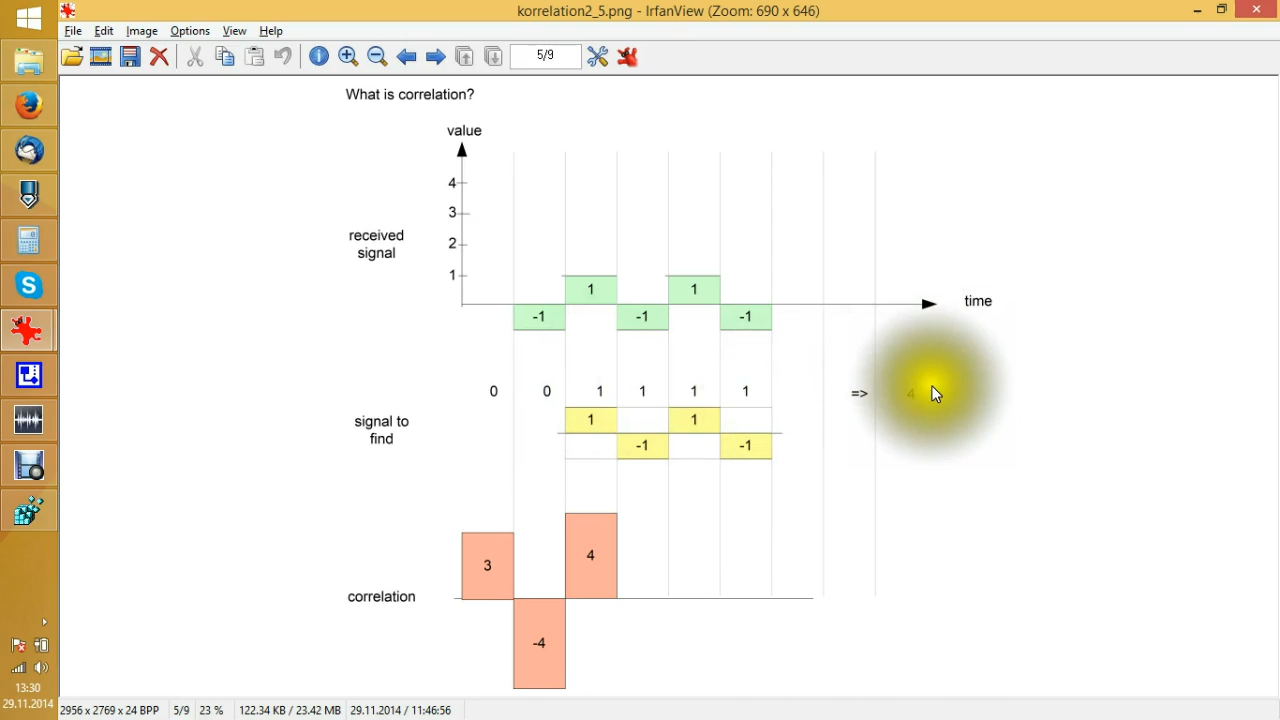 korrelation2_5.png - IrfanView (Zoom: 690 x 646)
File Edit Image Options View Help
5/9
What is correlation?
value
4
3
received
signal
2
1
1 1
time
-1 -1 -1
0 0 1 1 1 1 => 4
signal to
find
1 1
-1 -1
3
4
correlation
-4
13:30
29.11.2014
2956 x 2769 x 24 BPP 5/9 23 % 122.34 KB / 23.42 MB 29.11.2014 / 11:46:56